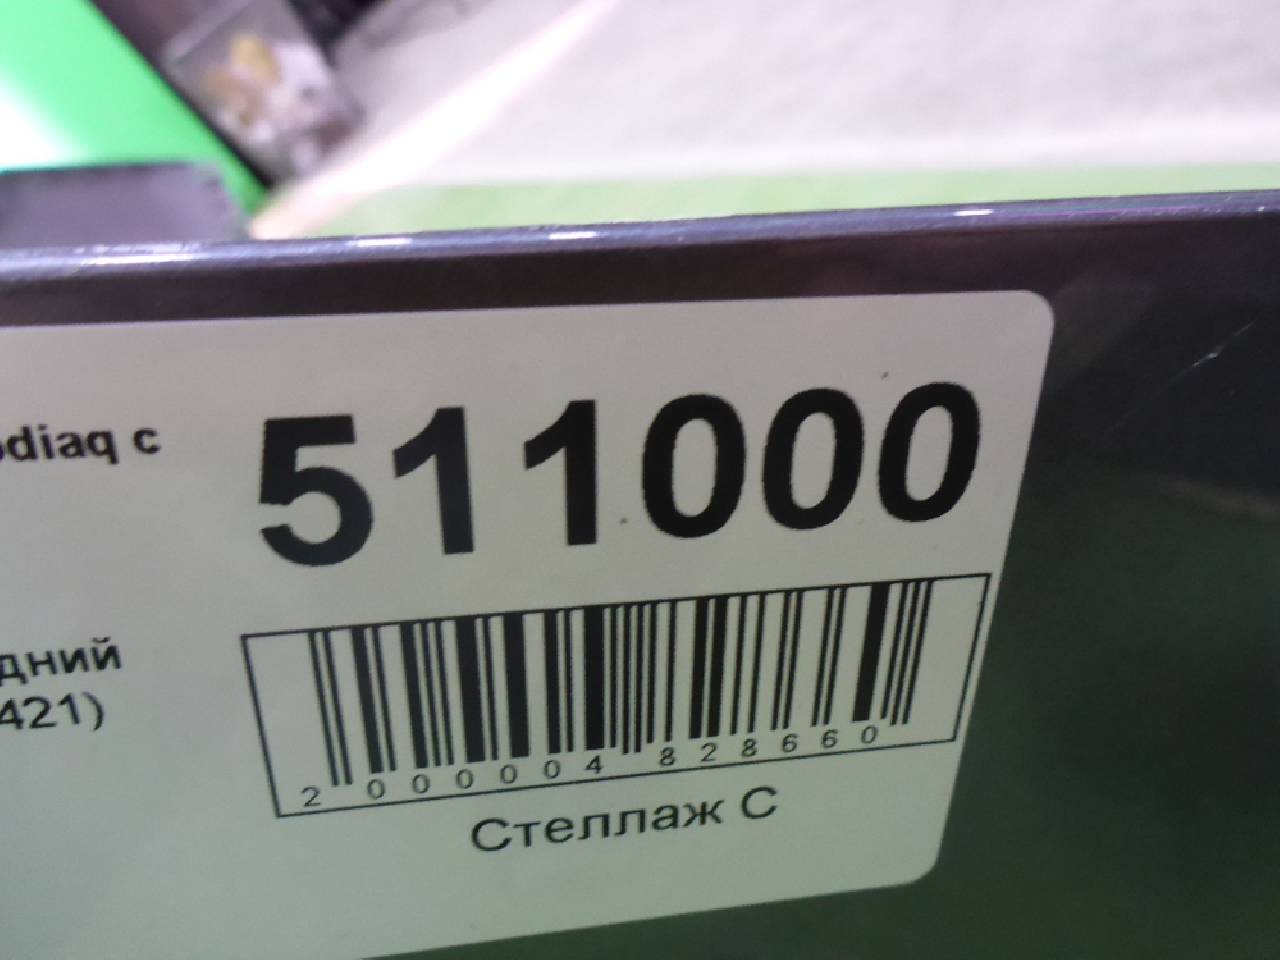 odiaq с
511000
дний
421)
2 000004 828660
Стеллаж С